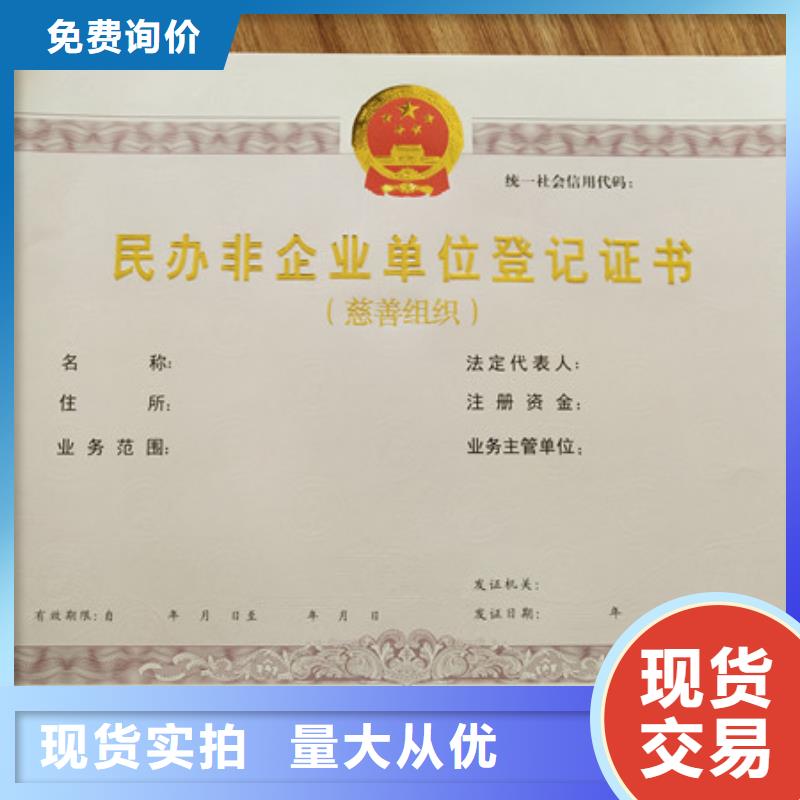 免费询价
统一社会信用代码:
民办非企业单位登记证书
(慈善组织)
名 称:
法定代表人:
住 所:
注 册 资 金:
业 务 范 围:
业务主管单位:
发证机关:
有效期限:自 年 月 日至 年 月 日
发证日期: 年
现货实拍 量大从优
现货
交易